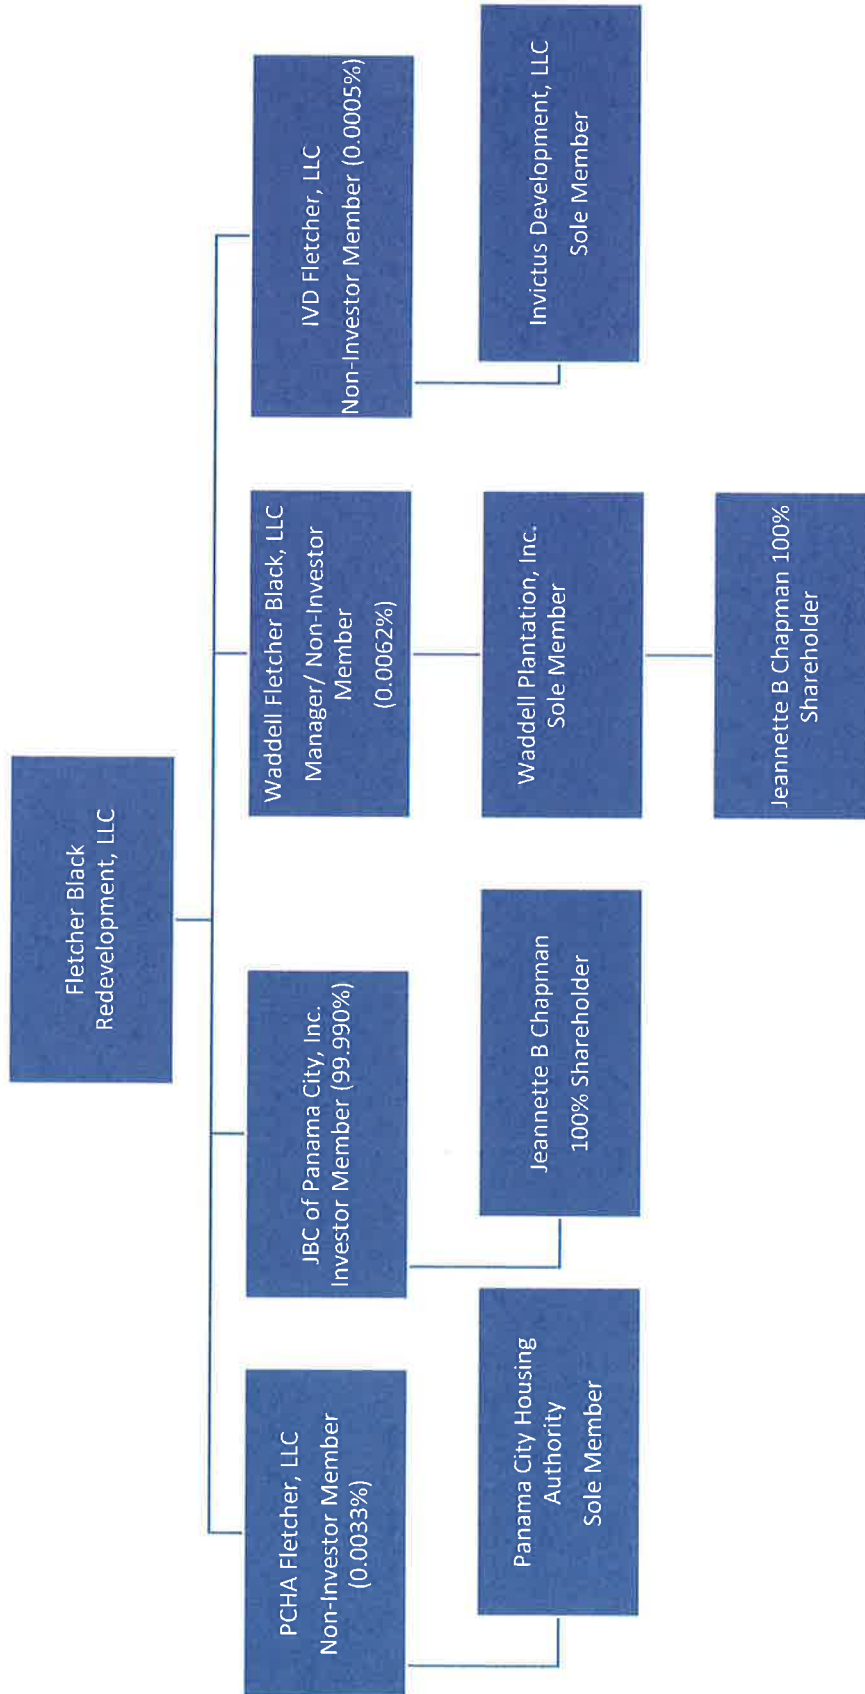 Fletcher Black
Redevelopment, LLC
PCHA Fletcher, LLC
Non-Investor Member
(0.0033%)
JBC of Panama City, Inc.
Investor Member (99.990%)
Waddell Fletcher Black, LLC
Manager/ Non-Investor
Member
(0.0062%)
IVD Fletcher, LLC
Non-Investor Member (0.0005%)
Panama City Housing
Authority
Sole Member
Jeannette B Chapman
100% Shareholder
Waddell Plantation, Inc.
Sole Member
Invictus Development, LLC
Sole Member
Jeannette B Chapman 100%
Shareholder